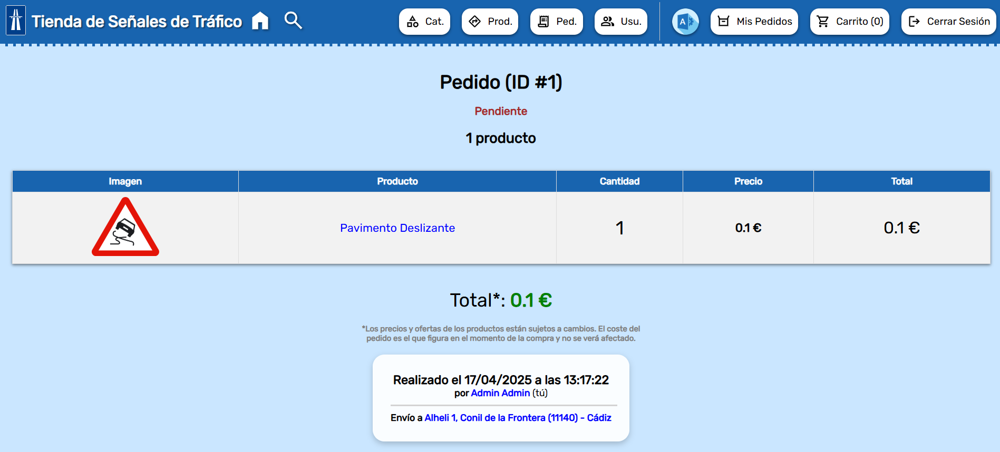 Tienda de Señales de Tráfico
Cat.
Prod.
Ped.
Usu.
A
Mis Pedidos
Carrito (0)
Cerrar Sesión
Pedido (ID #1)
Pendiente
1 producto
Imagen Producto Cantidad Precio Total
Pavimento Deslizante 1 0.1 € 0.1 €
Total*: 0.1 €
*Los precios y ofertas de los productos están sujetos a cambios. El coste del
pedido es el que figura en el momento de la compra y no se verá afectado.
Realizado el 17/04/2025 a las 13:17:22
por Admin Admin (tú)
Envío a Alheli 1, Conil de la Frontera (11140) - Cádiz